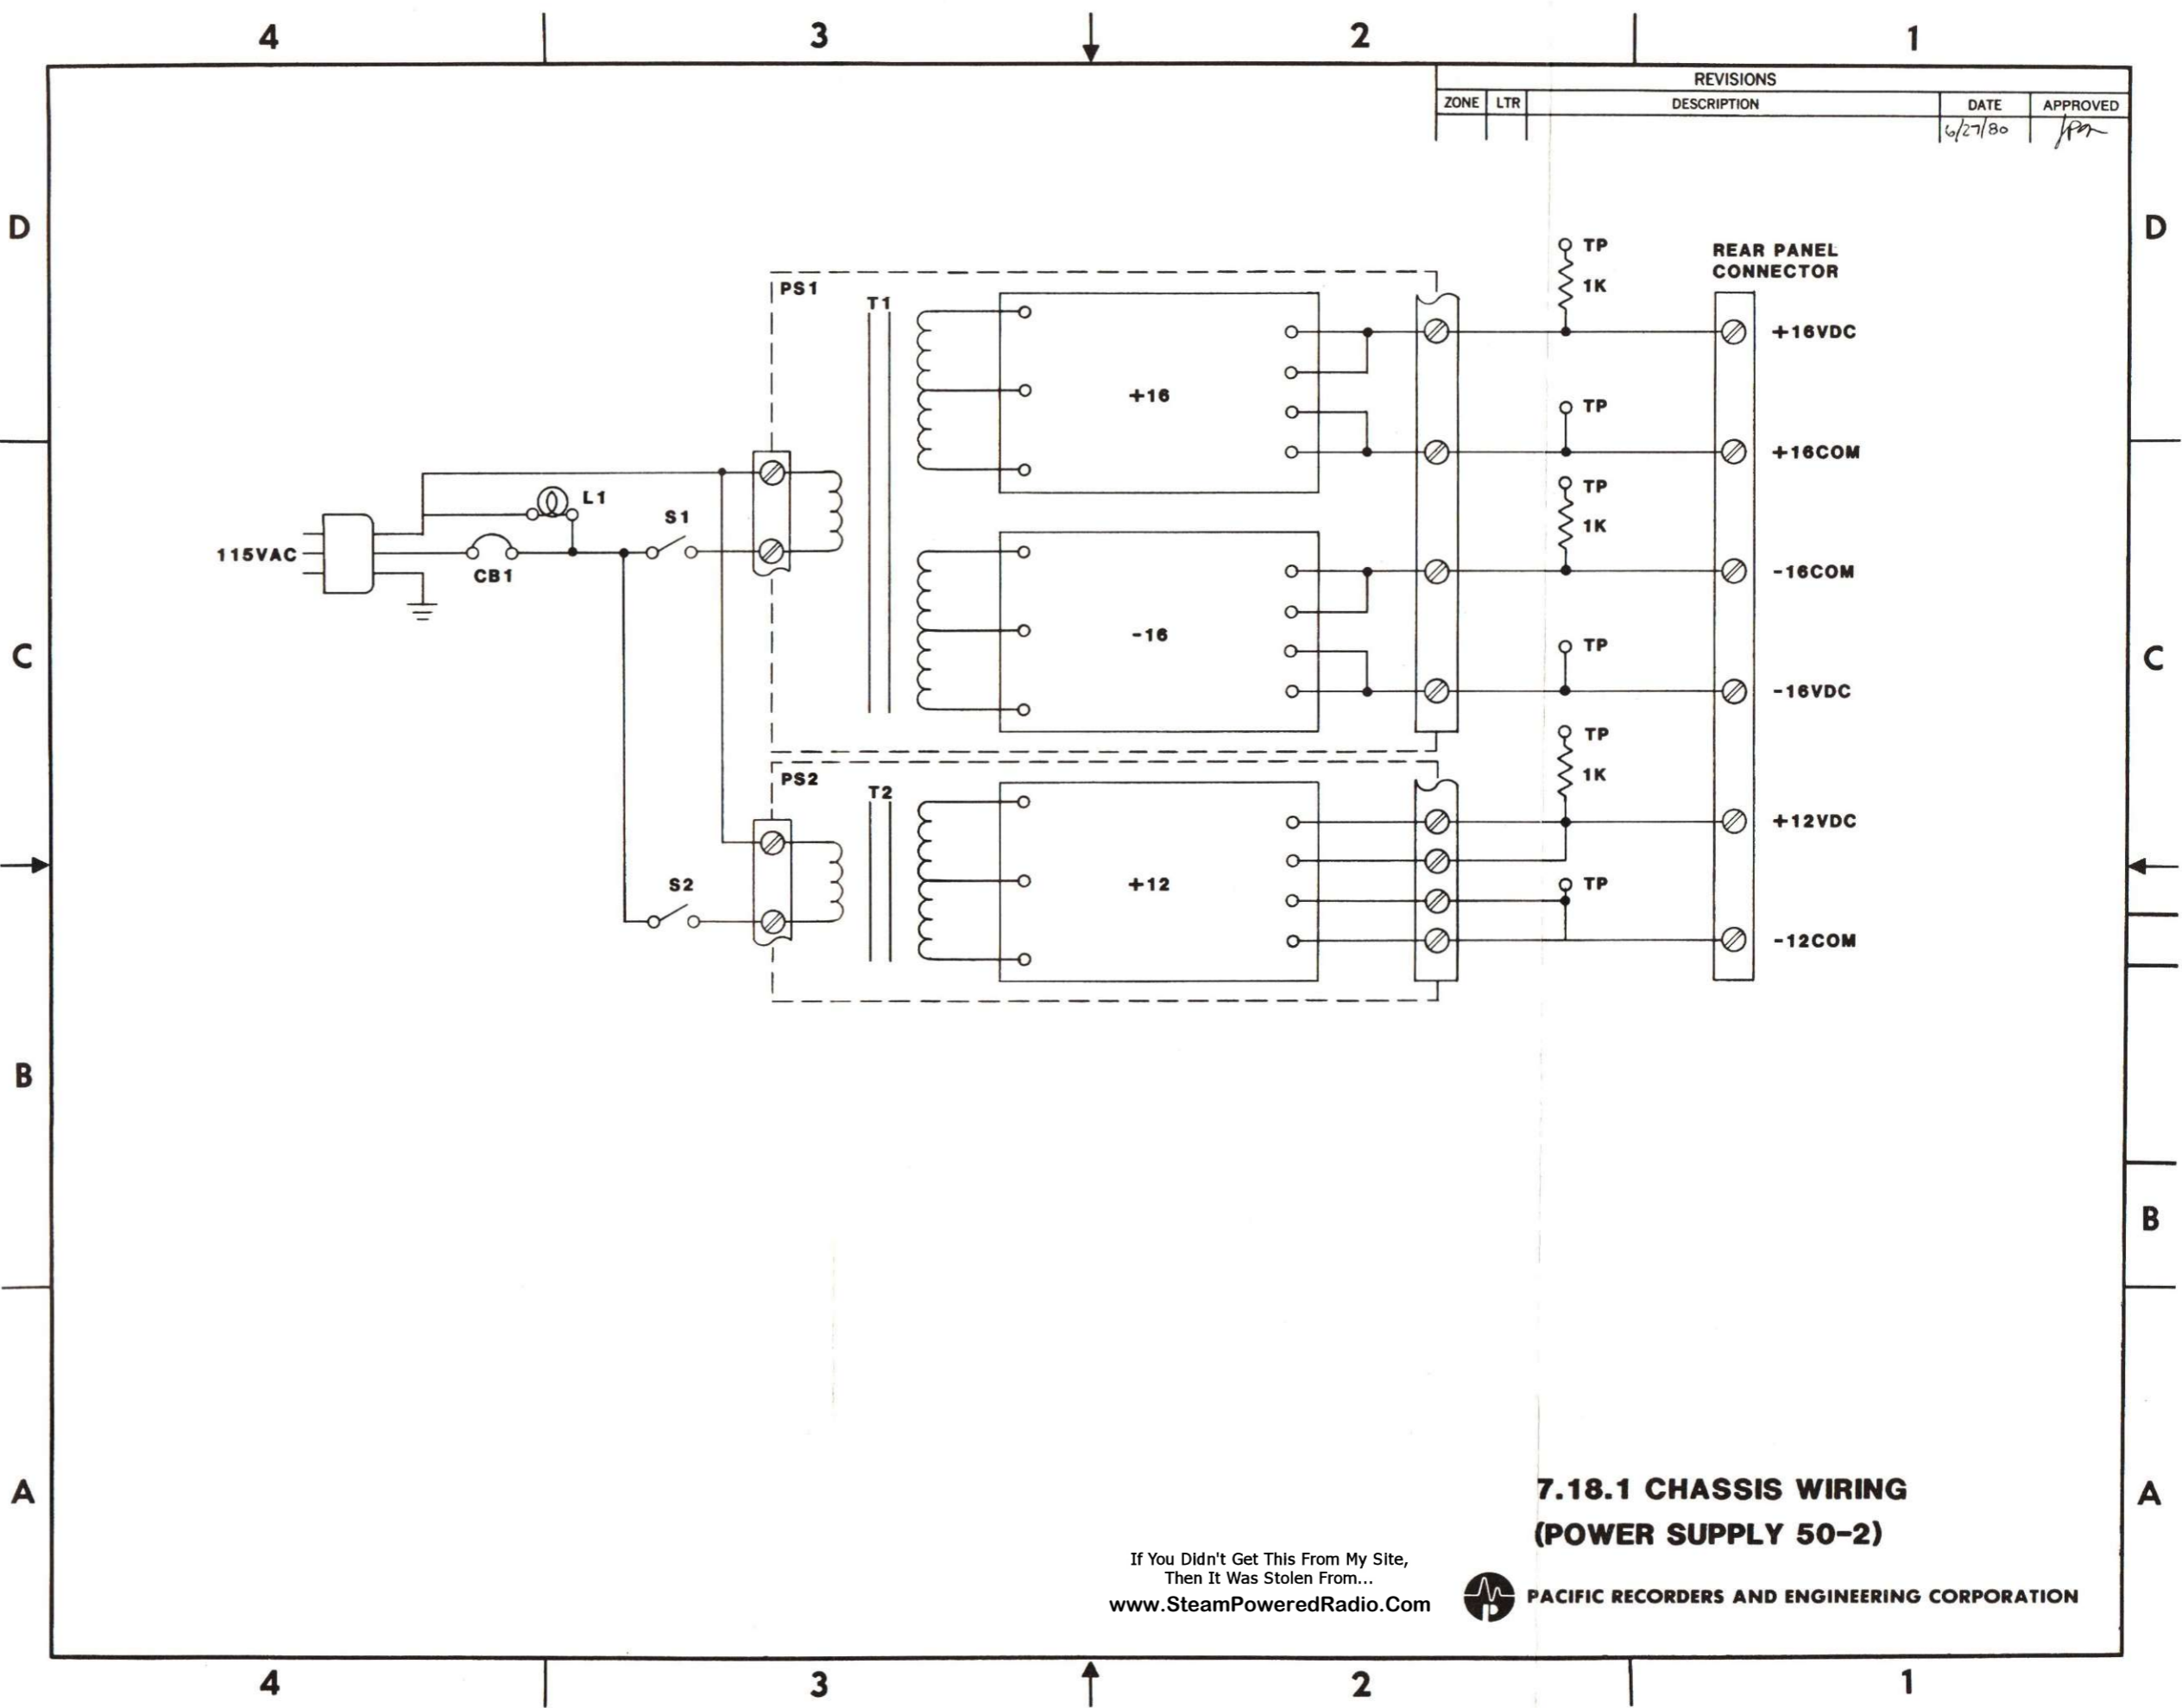 4 3 2 1
REVISIONS
ZONE LTR DESCRIPTION DATE APPROVED
6/27/80
D D
TP
REAR PANEL
CONNECTOR
1K
PS1
T1
+16VDC
+16
TP
+16COM
TP
L1
S1
1K
115VAC
CB1
-16COM
-16
C C
TP
-16VDC
TP
PS2
1K
T2
+12VDC
S2
+12
TP
-12COM
B
B
A A
7.18.1 CHASSIS WIRING
(POWER SUPPLY 50-2)
If You Didn't Get This From My Site,
Then It Was Stolen From...
www.SteamPoweredRadio.Com
PACIFIC RECORDERS AND ENGINEERING CORPORATION
4 3 2 1